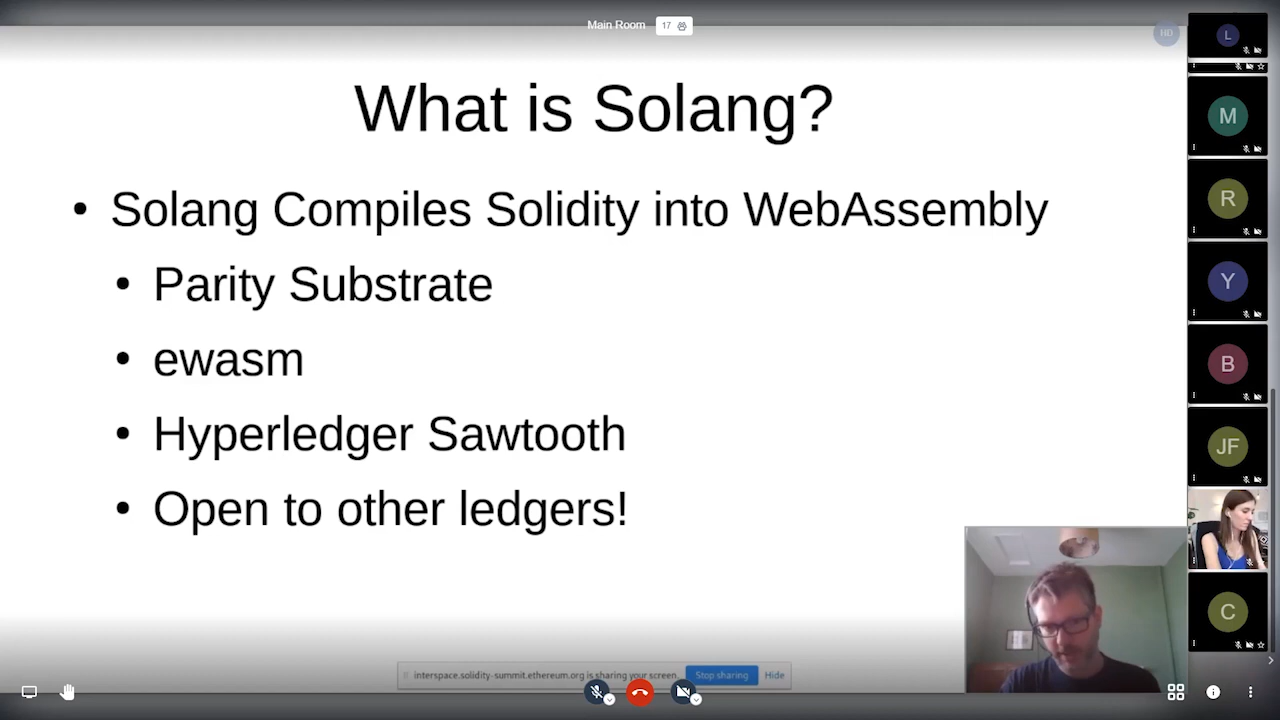 Main Room 17
HD
L
What is Solang?
M
• Solang Compiles Solidity into WebAssembly
R
• Parity Substrate
Y
• ewasm
B
• Hyperledger Sawtooth
JF
• Open to other ledgers!
C
interspace.solidity-summit.ethereum.org is sharing your screen. Stop sharing Hide